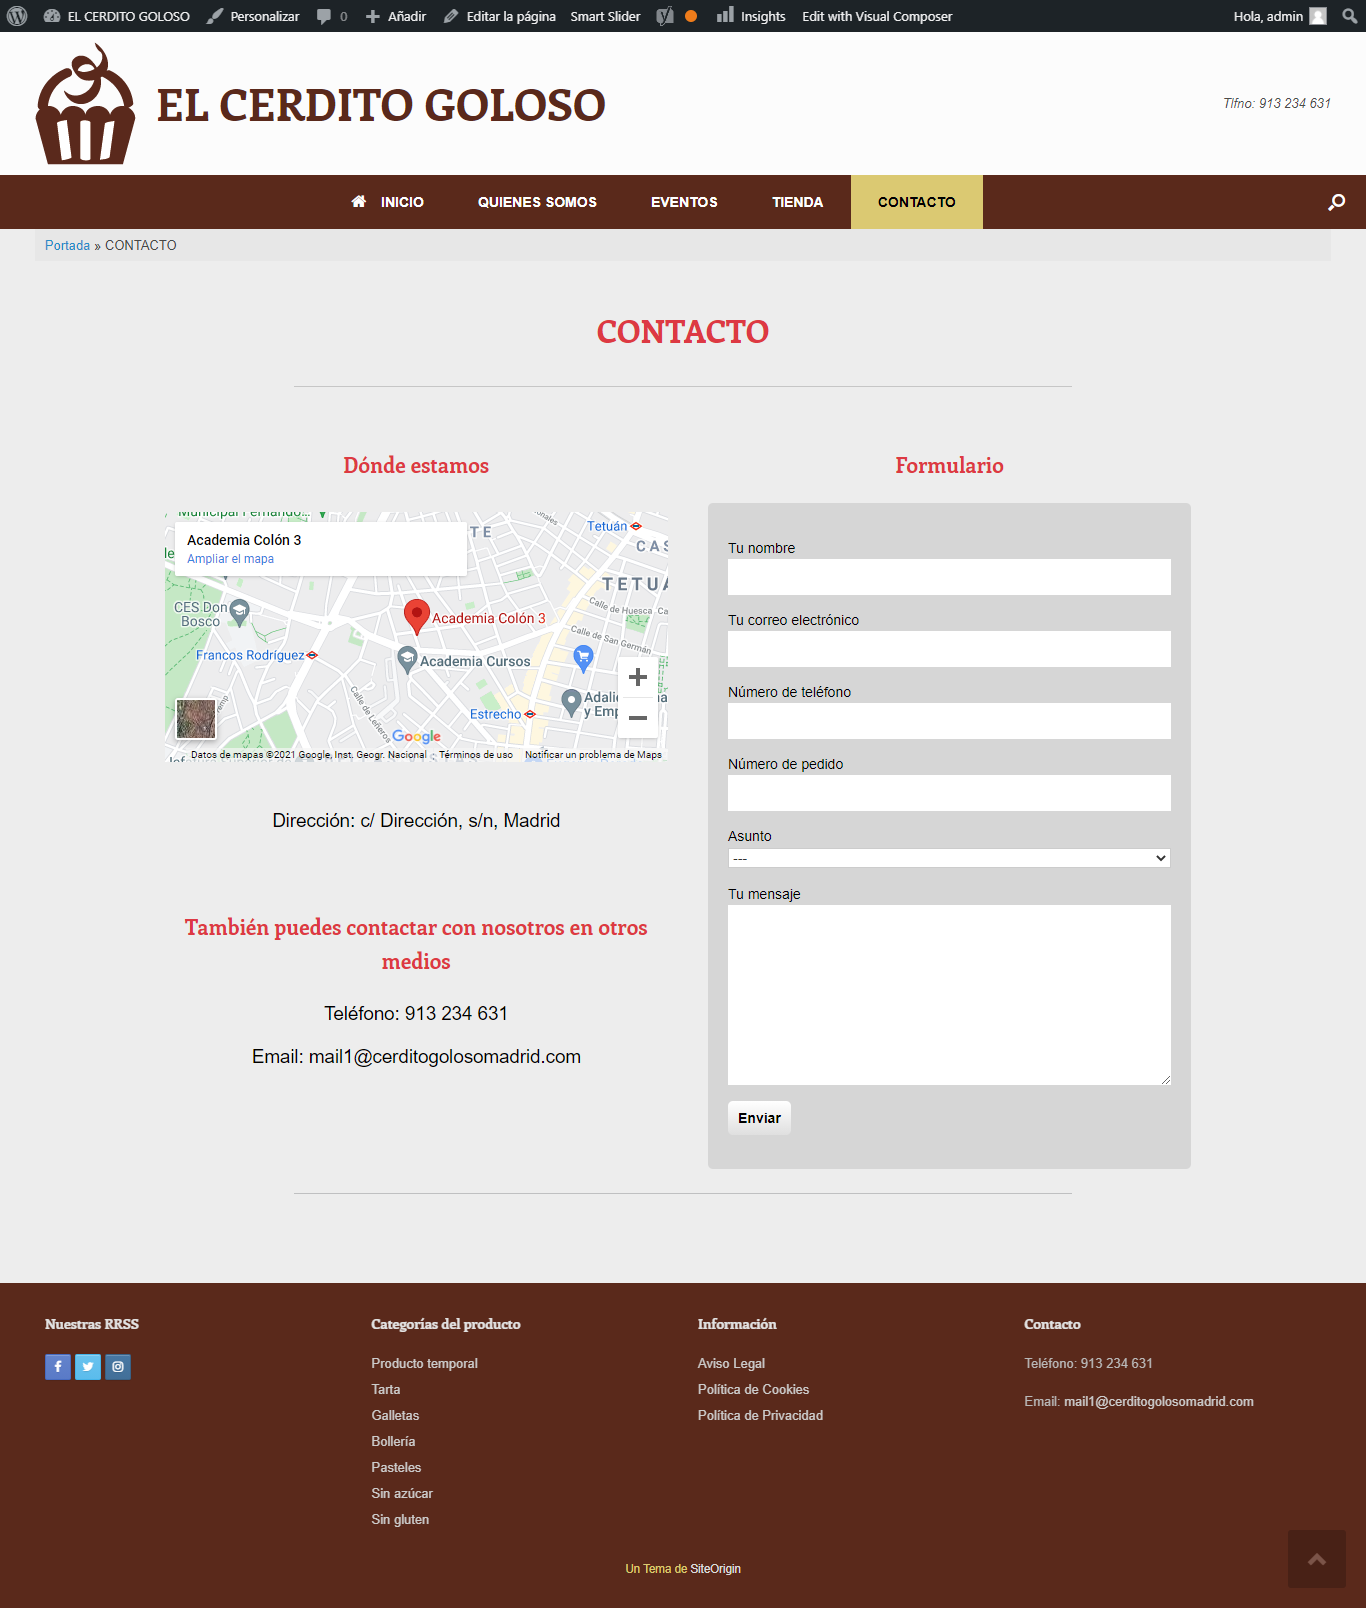 EL CERDITO GOLOSO
Personalizar
0
Añadir
Editar la página
Smart Slider
Insights
Edit with Visual Composer
Hola, admin
EL CERDITO GOLOSO
Tlfno: 913 234 631
INICIO
QUIENES SOMOS
EVENTOS
TIENDA
CONTACTO
Portada » CONTACTO
CONTACTO
Dónde estamos
Academia Colón 3
Ampliar el mapa
Tetuán
CES Don
Bosco
Academia Colón 3
Calle de Huesca
Calle de San Germán
Francos Rodríguez
Academia Cursos
Estrecho
Google
Datos de mapas ©2021 Google, Inst. Geogr. Nacional
Términos de uso
Notificar un problema de Maps
Dirección: c/ Dirección, s/n, Madrid
También puedes contactar con nosotros en otros
medios
Teléfono: 913 234 631
Email: mail1@cerditogolosomadrid.com
Formulario
Tu nombre
Tu correo electrónico
Número de teléfono
Número de pedido
Asunto
---
Tu mensaje
Enviar
Nuestras RRSS
Categorías del producto
Producto temporal
Tarta
Galletas
Bollería
Pasteles
Sin azúcar
Sin gluten
Información
Aviso Legal
Política de Cookies
Política de Privacidad
Contacto
Teléfono: 913 234 631
Email: mail1@cerditogolosomadrid.com
Un Tema de SiteOrigin